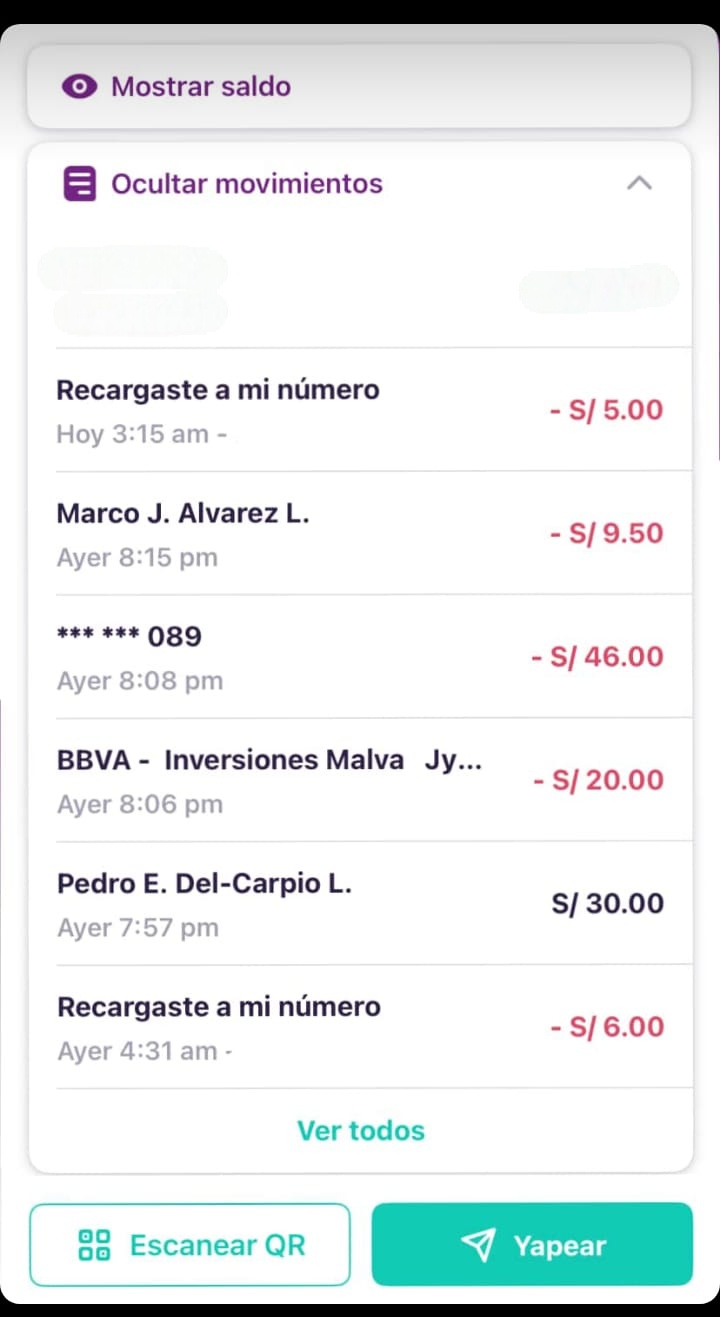 Mostrar saldo
Ocultar movimientos
Recargaste a mi número
- S/ 5.00
Hoy 3:15 am -
Marco J. Alvarez L.
- S/ 9.50
Ayer 8:15 pm
*** *** 089
- S/ 46.00
Ayer 8:08 pm
BBVA - Inversiones Malva Jy...
- S/ 20.00
Ayer 8:06 pm
Pedro E. Del-Carpio L.
S/ 30.00
Ayer 7:57 pm
Recargaste a mi número
- S/ 6.00
Ayer 4:31 am -
Ver todos
Escanear QR
Yapear